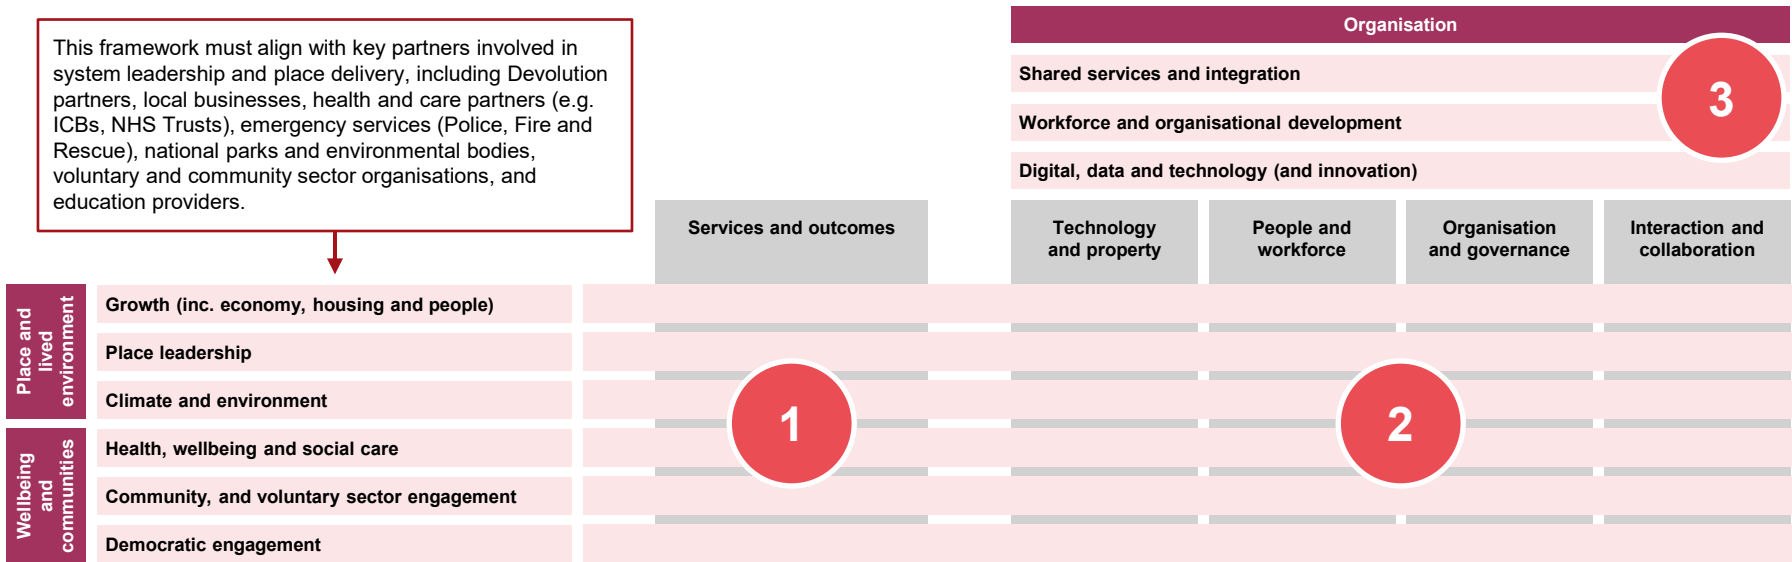 This framework must align with key partners involved in
system leadership and place delivery, including Devolution
partners, local businesses, health and care partners (e.g.
ICBs, NHS Trusts), emergency services (Police, Fire and
Rescue), national parks and environmental bodies,
voluntary and community sector organisations, and
education providers.
Organisation
Shared services and integration
Workforce and organisational development
Digital, data and technology (and innovation)
3
Services and outcomes
Technology
and property
People and
workforce
Organisation
and governance
Interaction and
collaboration
Place and
lived
environment
Growth (inc. economy, housing and people)
Place leadership
Climate and environment
Wellbeing
and
communities
Health, wellbeing and social care
Community, and voluntary sector engagement
Democratic engagement
1
2